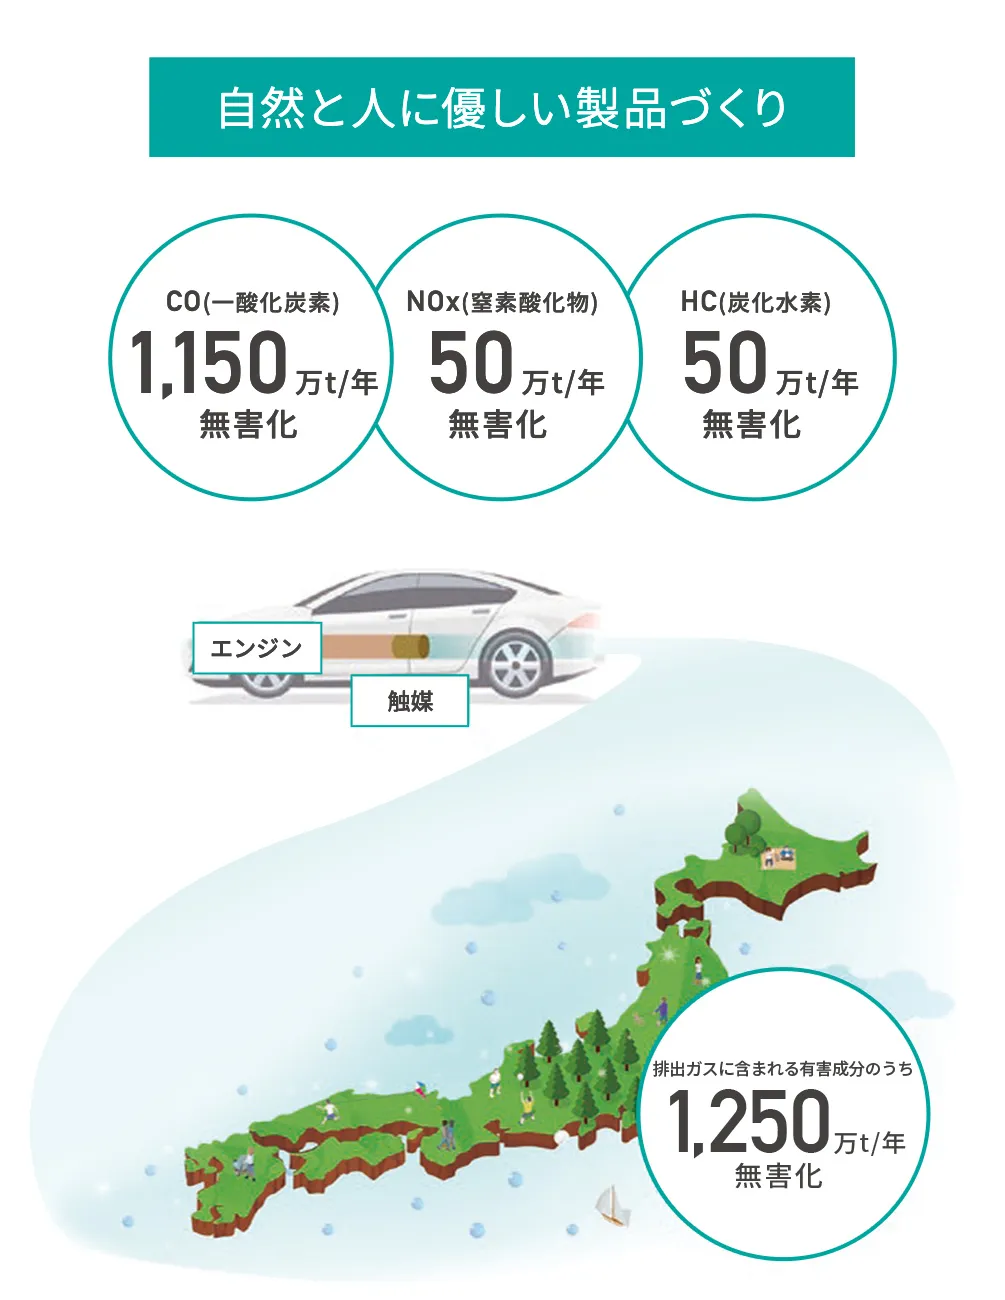 自然と人に優しい製品づくり
CO(一酸化炭素)
1,150万t/年
無害化
NOx(窒素酸化物)
50万t/年
無害化
HC(炭化水素)
50万t/年
無害化
エンジン
触媒
排出ガスに含まれる有害成分のうち
1,250万t/年
無害化